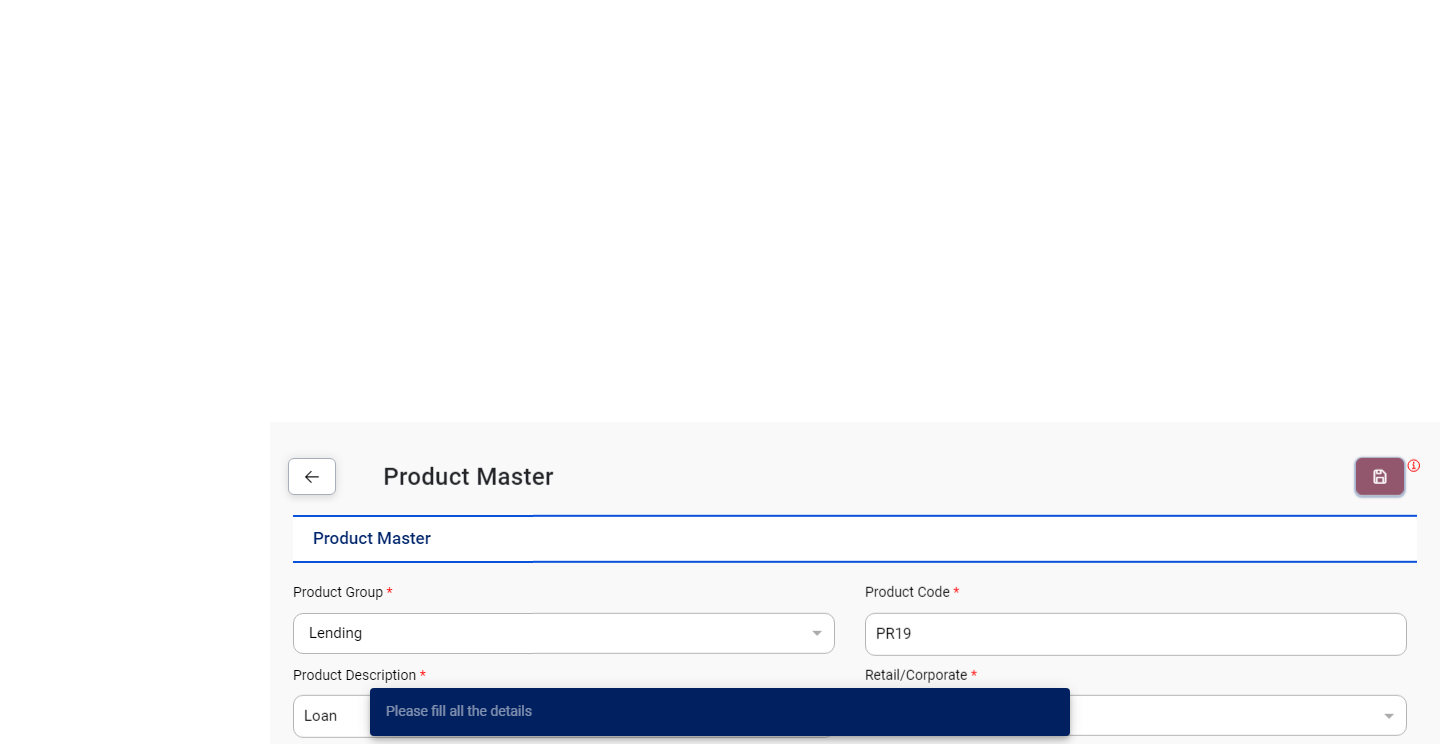 Product Master
Product Master
Product Group *
Product Code *
Lending
PR19
Product Description *
Retail/Corporate *
Loan
Please fill all the details